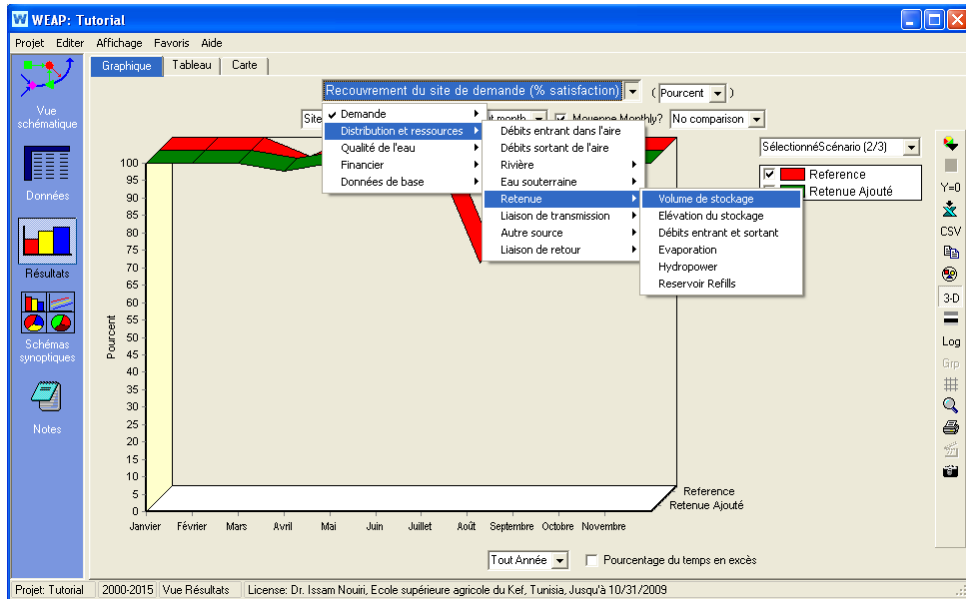 WEAP: Tutorial
Projet Editer Affichage Favoris Aide
Graphique Tableau Carte
Recouvrement du site de demande (% satisfaction) ( Pourcent )
Site t month Moyenne Monthly? No comparison
Demande
Distribution et ressources
Qualité de l'eau
Financier
Données de base
Débits entrant dans l'aire
Débits sortant de l'aire
Rivière
Eau souterraine
Retenue
Liaison de transmission
Autre source
Liaison de retour
Volume de stockage
Elévation du stockage
Débits entrant et sortant
Evaporation
Hydropower
Reservoir Refills
SélectionnéScénario (2/3)
Reference
Retenue Ajouté
Vue
schématique
Données
Résultats
Schémas
synoptiques
Notes
Y=0
CSV
3-D
Log
Grp
Pourcent
100
95
90
85
80
75
70
65
60
55
50
45
40
35
30
25
20
15
10
5
0
Reference
Retenue Ajouté
Janvier Février Mars Avril Mai Juin Juillet Août Septembre Octobre Novembre
Tout Année Pourcentage du temps en excès
Projet: Tutorial 2000-2015 Vue Résultats License: Dr. Issam Nouiri, Ecole supérieure agricole du Kef, Tunisia, Jusqu'à 10/31/2009